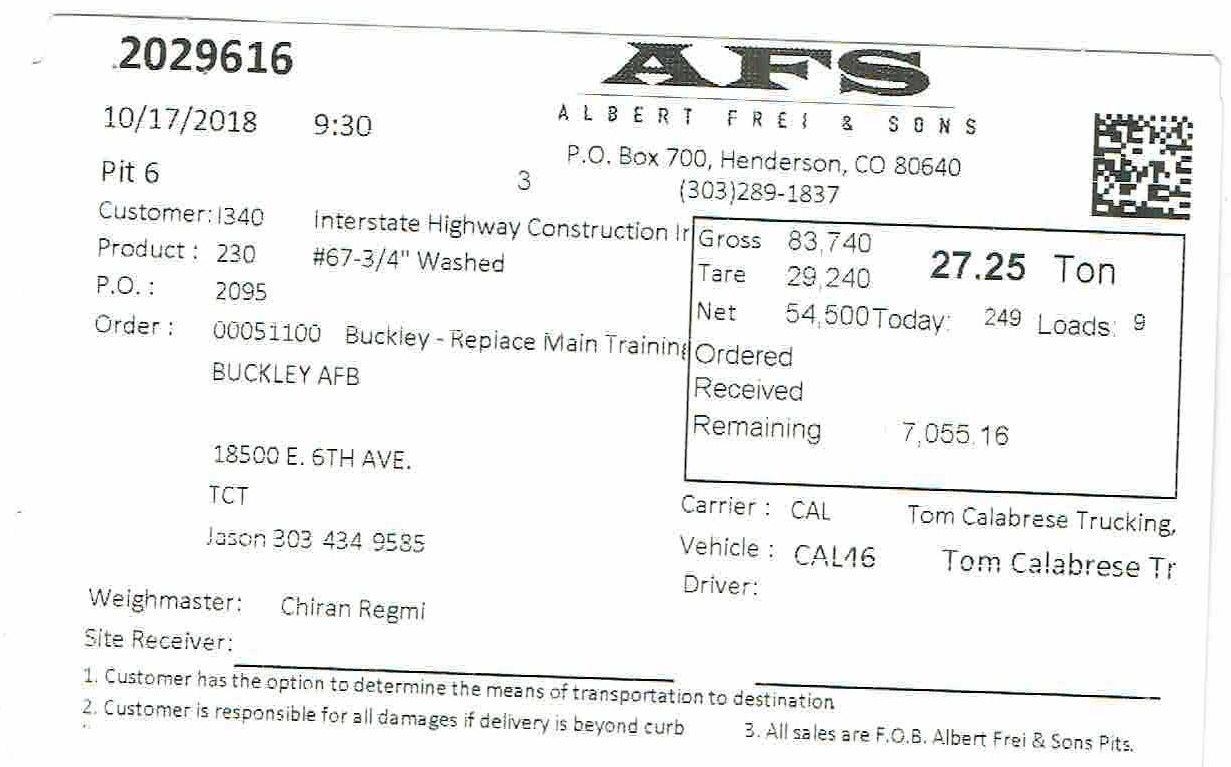 2029616
AFS
ALBERT FREI & SONS
10/17/2018 9:30
P.O. Box 700, Henderson, CO 80640
(303)289-1837
Pit 6 3
Customer: I340 Interstate Highway Construction In
Product : 230 #67-3/4" Washed
P.O. : 2095
Order : 00051100 Buckley - Replace Main Training
BUCKLEY AFB
18500 E. 6TH AVE.
TCT
Jason 303 434 9585
Gross 83,740 27.25 Ton
Tare 29,240
Net 54,500 Today: 249 Loads: 9
Ordered
Received
Remaining 7,055.16
Carrier : CAL Tom Calabrese Trucking,
Vehicle : CAL16 Tom Calabrese Tr
Driver:
Weighmaster: Chiran Regmi
Site Receiver:
1. Customer has the option to determine the means of transportation to destination
2. Customer is responsible for all damages if delivery is beyond curb
3. All sales are F.O.B. Albert Frei & Sons Pits.